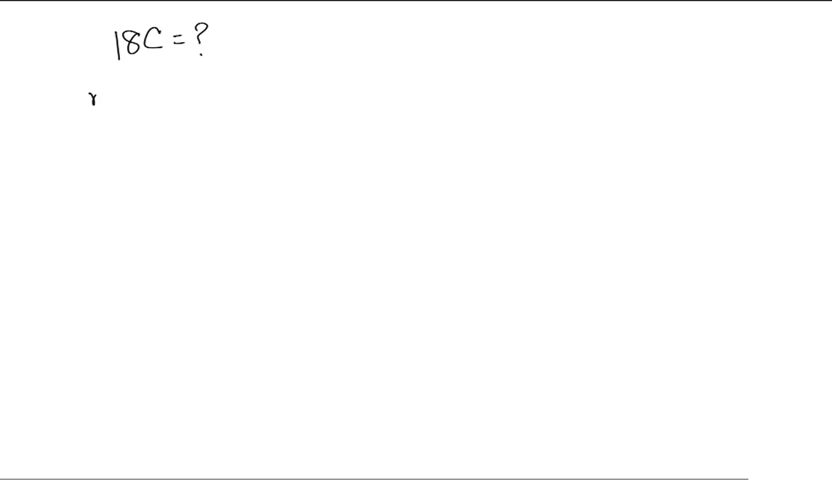 18C = ?